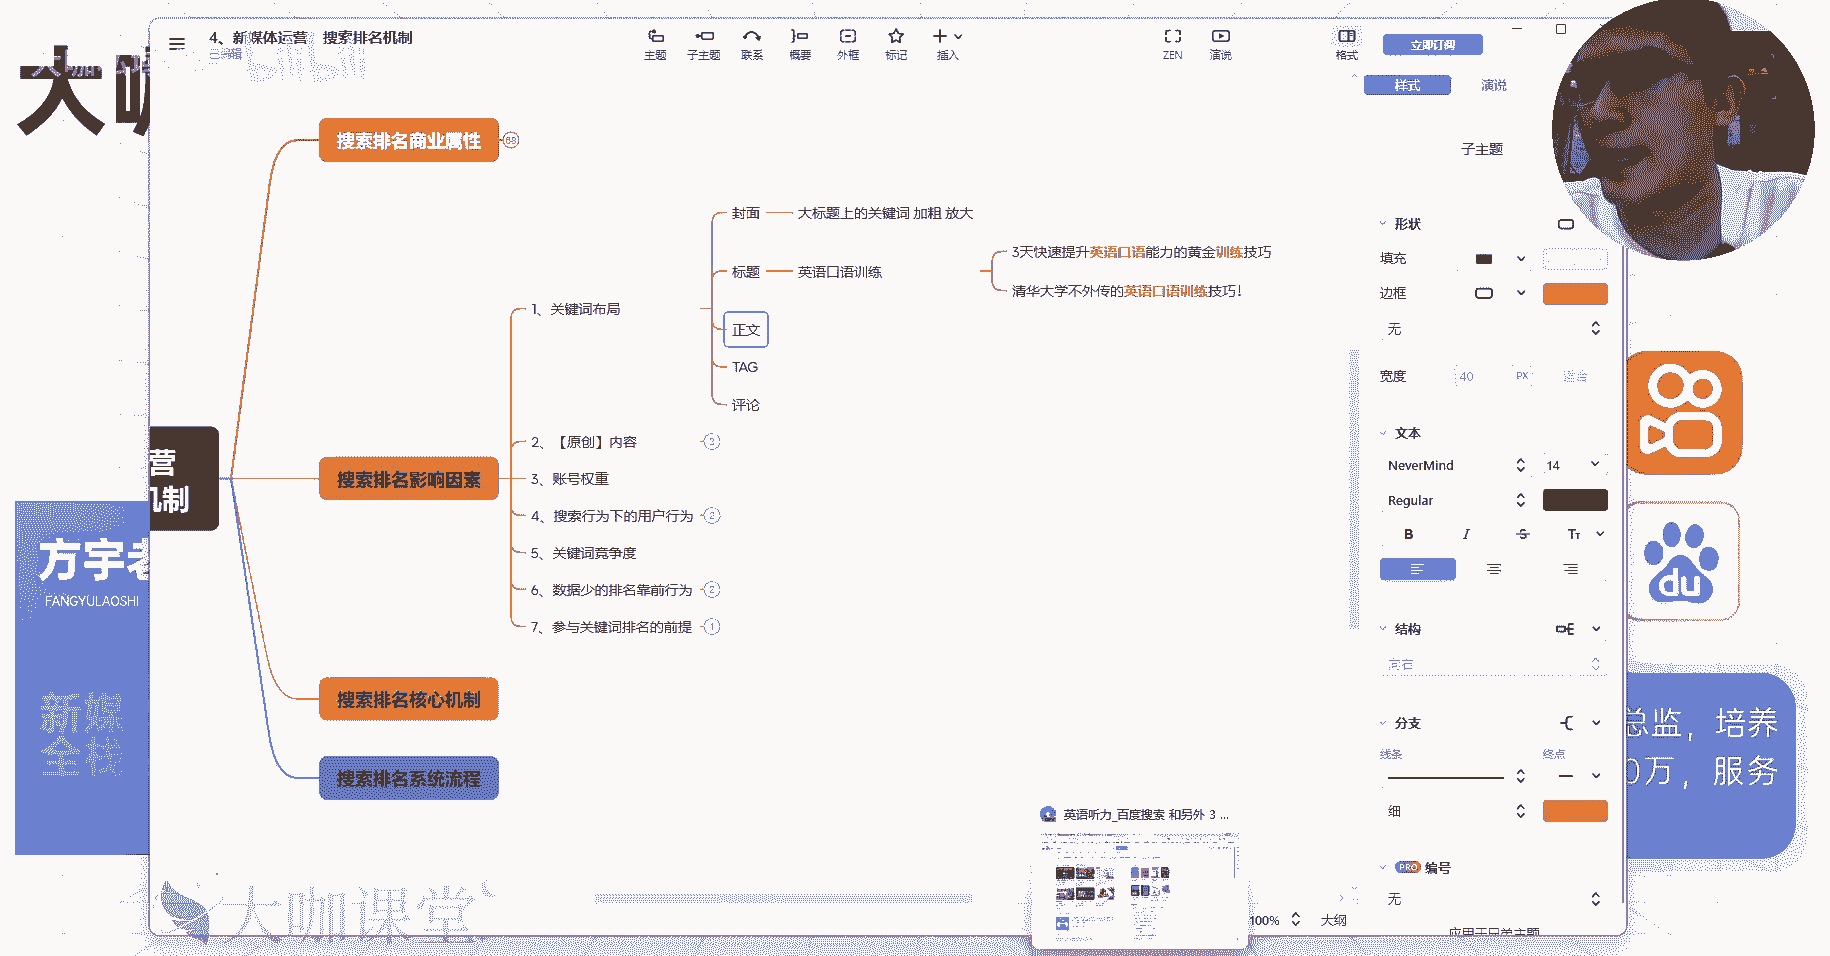 4、新媒体运营 搜索排名机制
已编辑
主题
子主题
联系
概要
外框
标记
插入
ZEN
演说
格式
立即订阅
样式
演说
子主题
大咖
搜索排名商业属性
68
封面
大标题上的关键词 加粗 放大
标题
英语口语训练
3天快速提升英语口语能力的黄金训练技巧
清华大学不外传的英语口语训练技巧！
1、关键词布局
正文
TAG
评论
2、【原创】内容
3
搜索排名影响因素
3、账号权重
4、搜索行为下的用户行为
2
5、关键词竞争度
6、数据少的排名靠前行为
2
7、参与关键词排名的前提
1
营
机制
搜索排名核心机制
搜索排名系统流程
形状
填充
边框
无
宽度
40
PX
适合
文本
NeverMind
14
Regular
B
I
S
TT
结构
向右
分支
线条
终点
细
PRO 编号
无
应用于兄弟主题
方宇老
FANGYULAOSHI
新媒
全栈
du
总监，培养
0万，服务
英语听力_百度搜索 和另外 3 ...
100%
大纲
大咖课堂